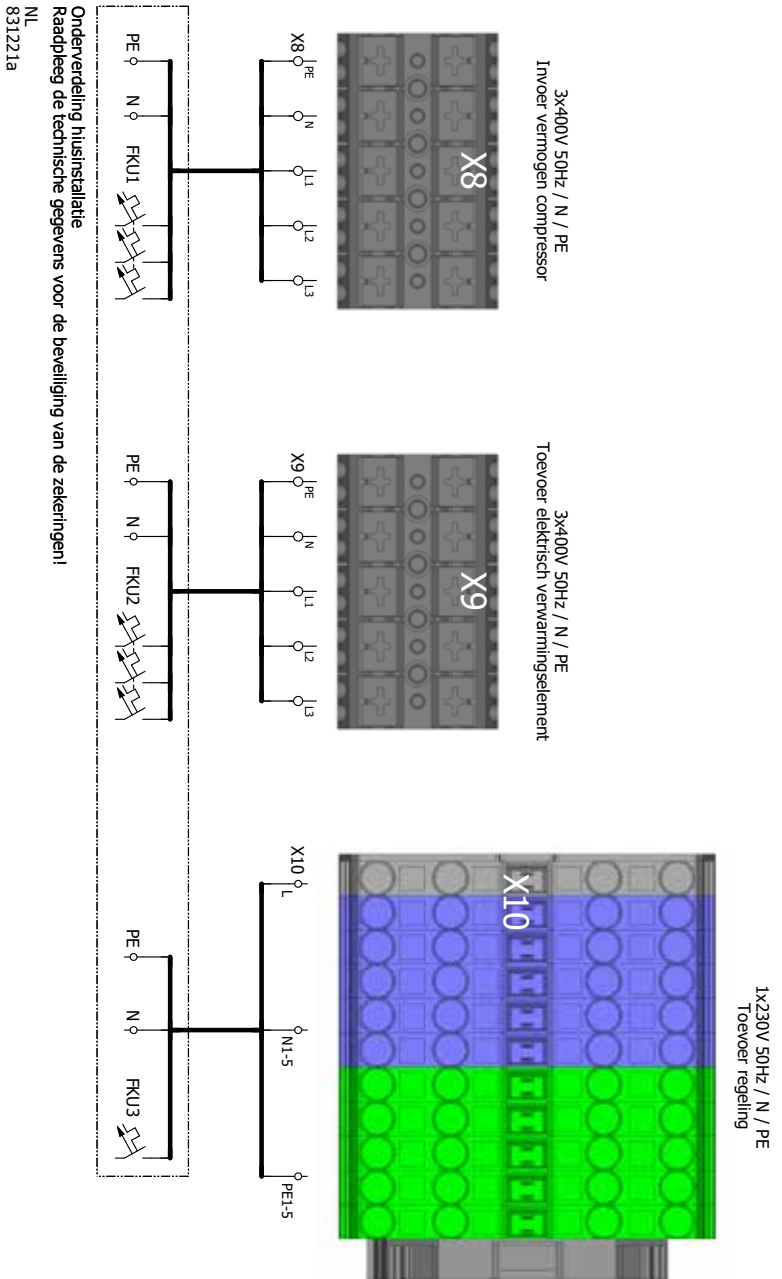 3x400V 50Hz / N / PE
Invoer vermogen compressor
X8
X8
PE
N
L1
L2
L3
PE
N
FKU1
3x400V 50Hz / N / PE
Toevoer elektrisch verwarmingselement
X9
X9
PE
N
L1
L2
L3
PE
N
FKU2
1x230V 50Hz / N / PE
Toevoer regeling
X10
X10
L
N1-5
PE1-5
PE
N
FKU3
Onderverdeling hiusinstallatie
Raadpleeg de technische gegevens voor de beveiliging van de zekeringen!
NL
831221a